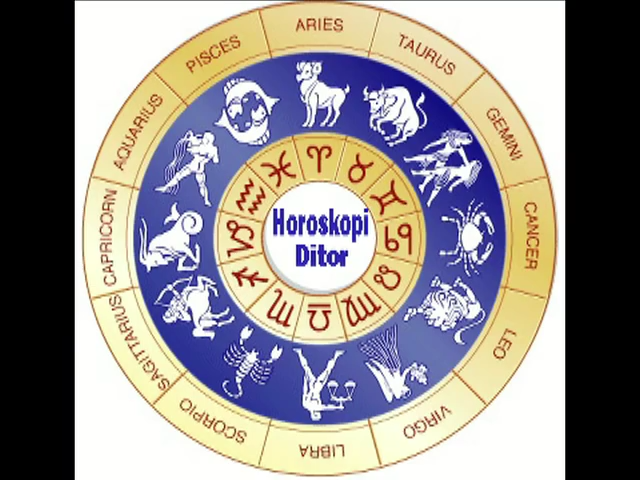 ARIES
TAURUS
GEMINI
CANCER
LEO
VIRGO
LIBRA
SCORPIO
SAGITTARIUS
CAPRICORN
AQUARIUS
PISCES
Horoskopi
Ditor